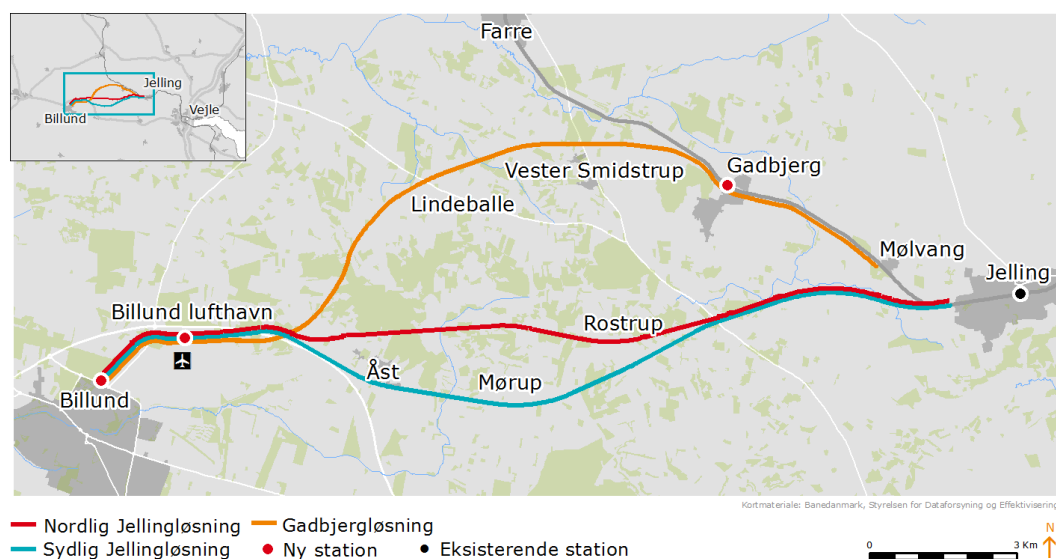 Farre
Jelling
Vejle
Billund
Vester Smidstrup
Gadbjerg
Lindeballe
Mølvang
Jelling
Billund lufthavn
Rostrup
Åst
Mørup
Billund
Kortmateriale: Banedanmark, Styrelsen for Dataforsyning og Effektivisering
Nordlig Jellingløsning
Gadbjergløsning
Sydlig Jellingløsning
Ny station
Eksisterende station
0
3 Km
N